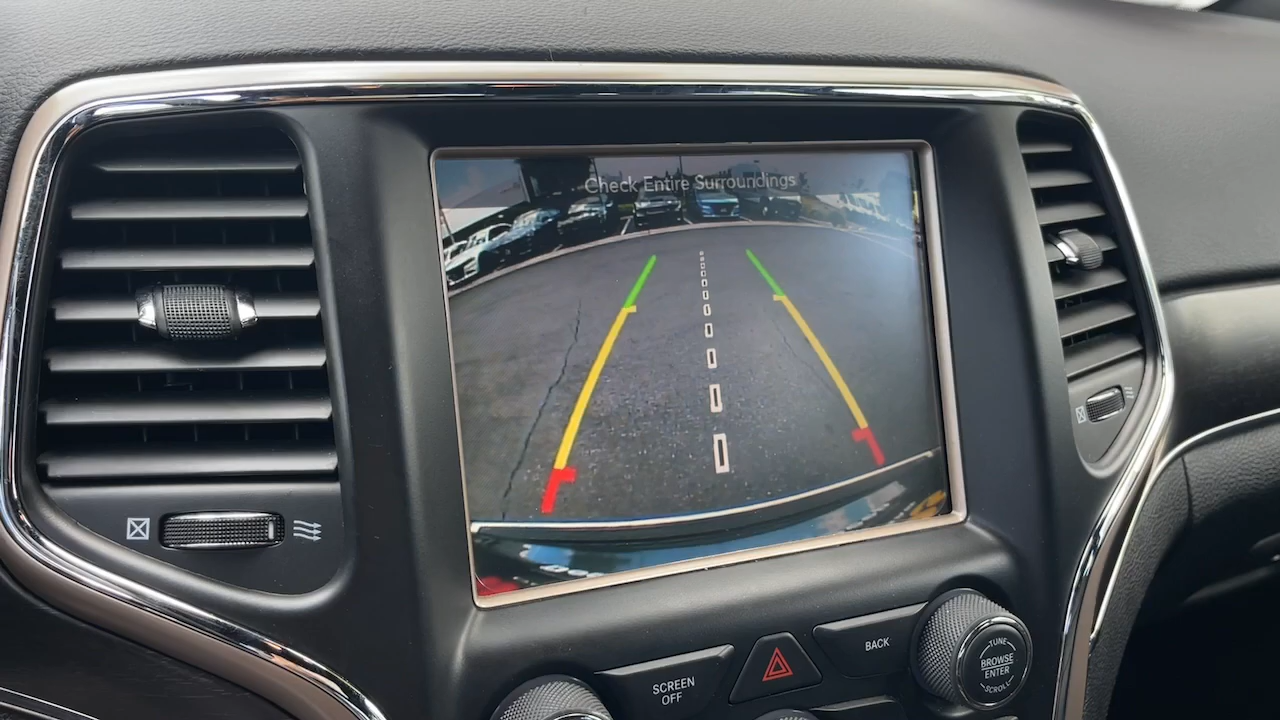 Check Entire Surroundings
SCREEN
OFF
BACK
TUNE
BROWSE
ENTER
SCROLL